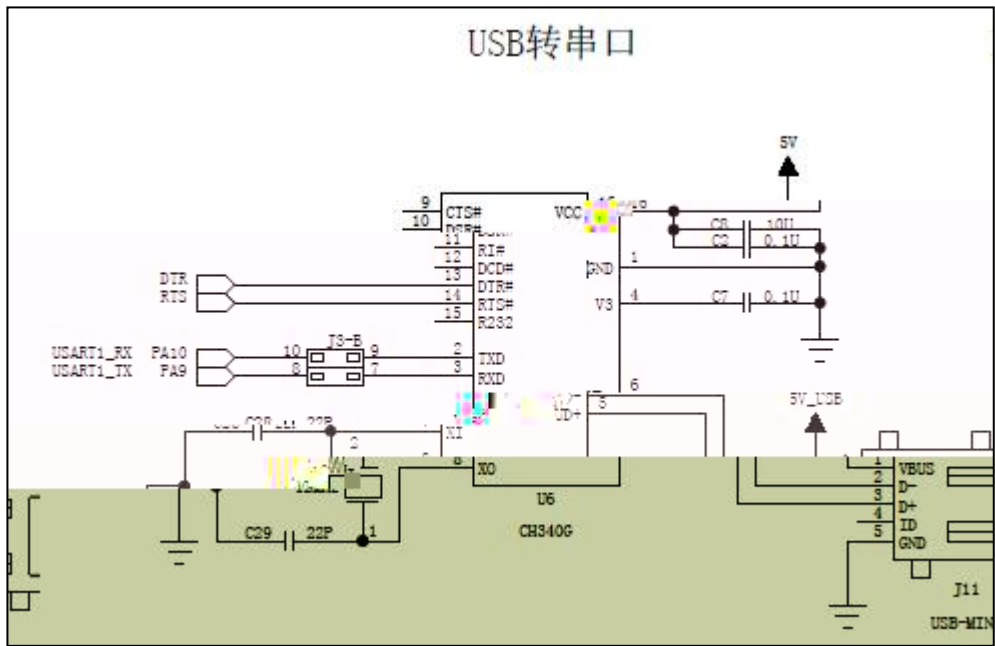 USB转串口
5V
9 CTS# VCC
10
C8 10U
11 C2 0.1U
12 RI# GND 1
13 DCD#
DTR DTR#
14
RTS RTS# V3 4 C7 0.1U
15 R232
J3-B
USART1_RX PA10 10 9 2 TXD
USART1_TX PA9 8 7 3 RXD
6
5V_USB
5
UD+
XI
2
8 XO
1 VBUS
2 D-
3 D+
4 ID
5 GND
U6
C29 22P 1 CH340G
J11
USB-MIN